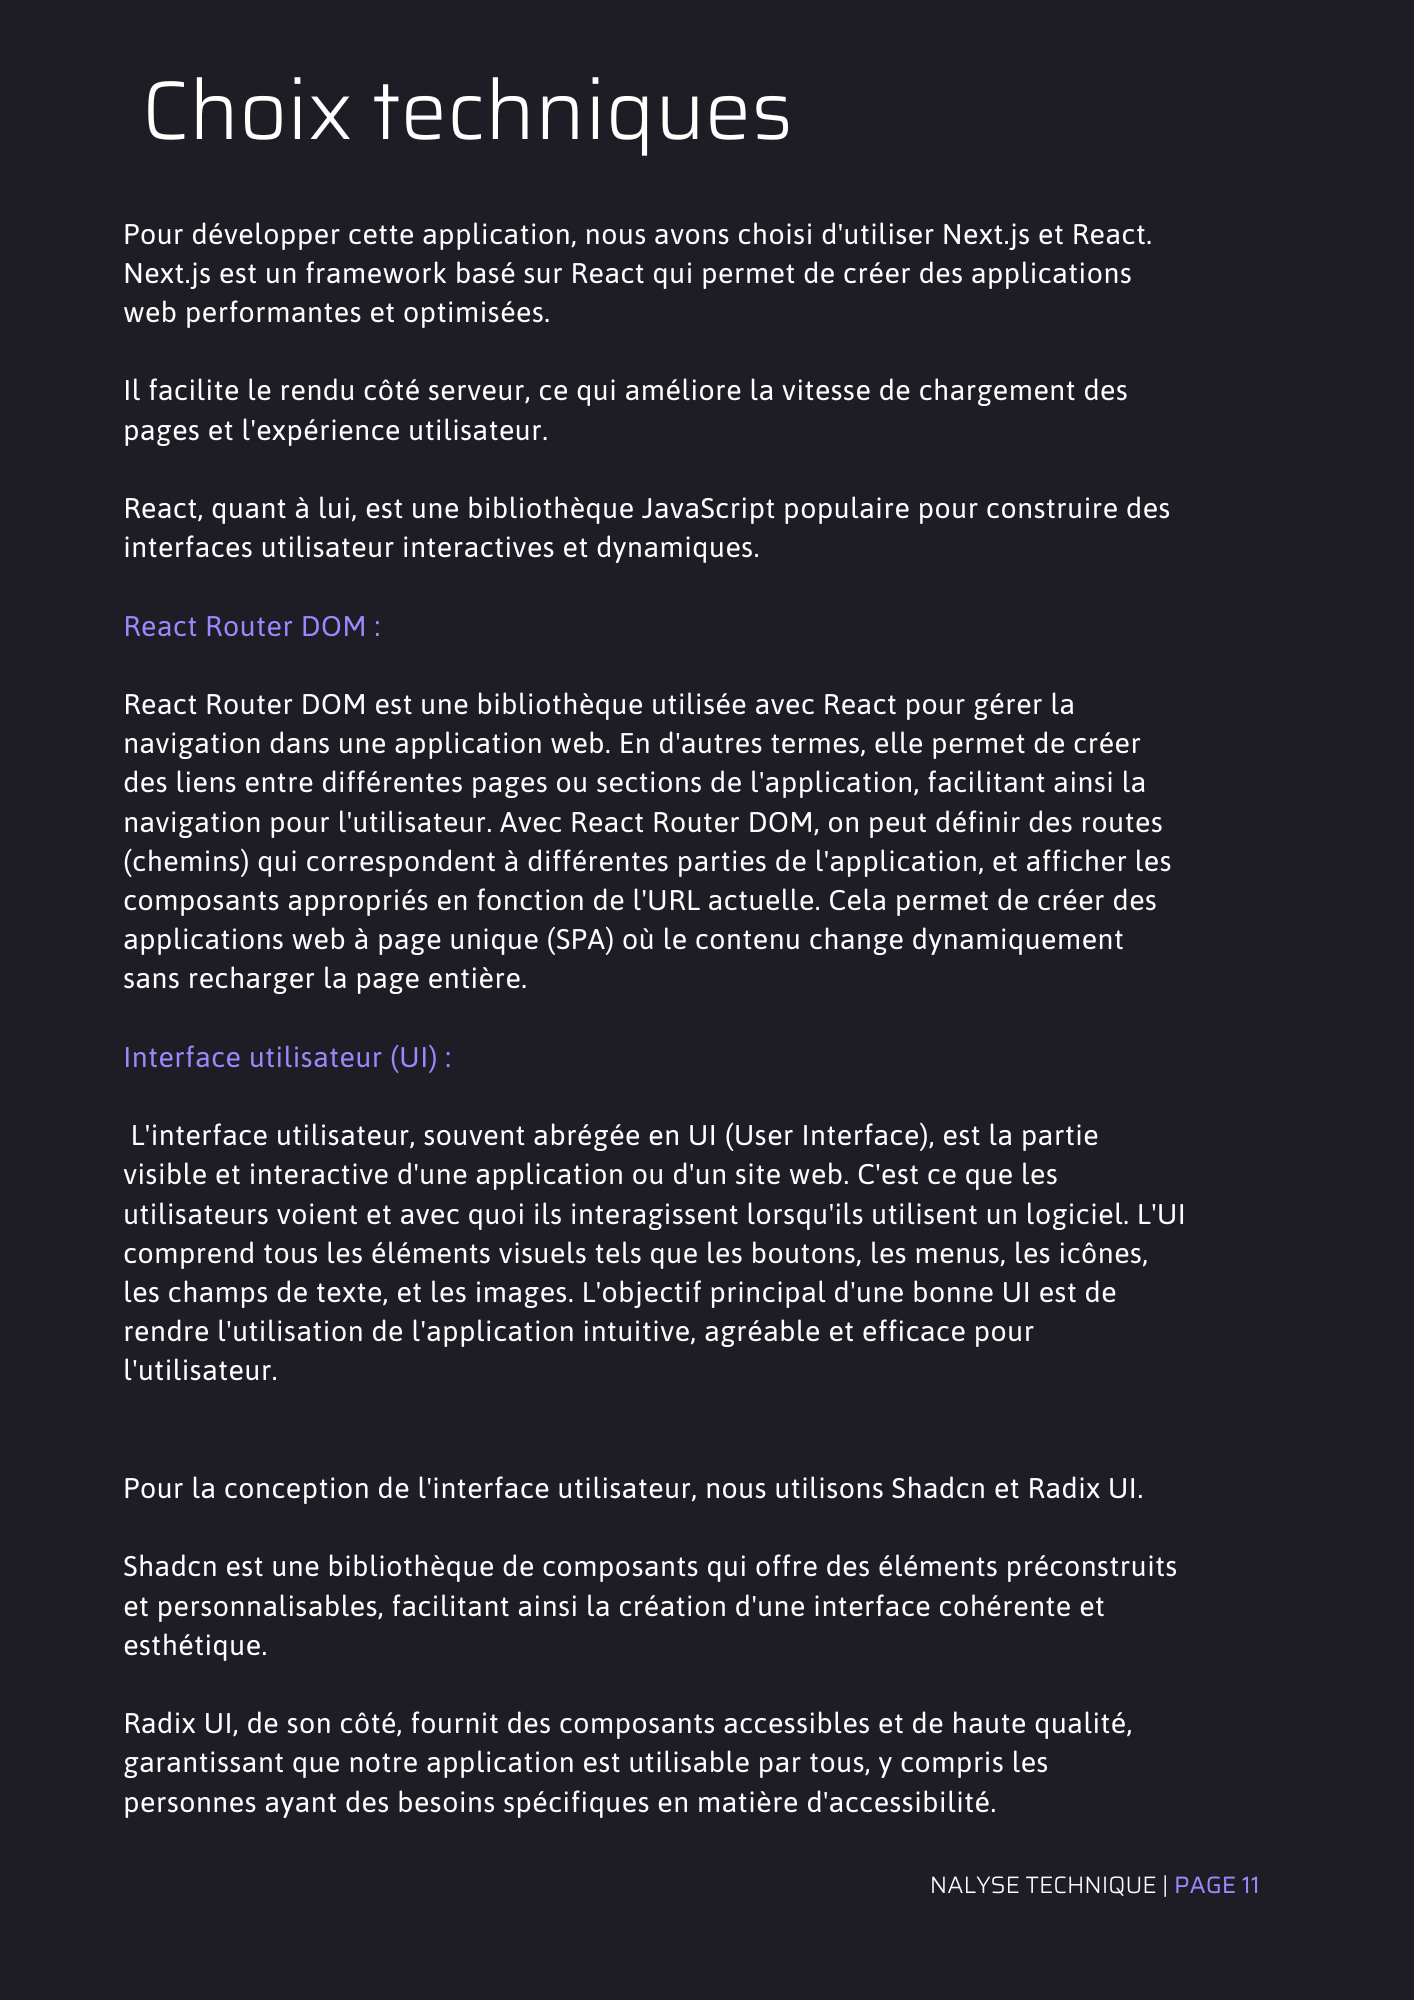 Choix techniques
Pour développer cette application, nous avons choisi d'utiliser Next.js et React.
Next.js est un framework basé sur React qui permet de créer des applications
web performantes et optimisées.
Il facilite le rendu côté serveur, ce qui améliore la vitesse de chargement des
pages et l'expérience utilisateur.
React, quant à lui, est une bibliothèque JavaScript populaire pour construire des
interfaces utilisateur interactives et dynamiques.
React Router DOM :
React Router DOM est une bibliothèque utilisée avec React pour gérer la
navigation dans une application web. En d'autres termes, elle permet de créer
des liens entre différentes pages ou sections de l'application, facilitant ainsi la
navigation pour l'utilisateur. Avec React Router DOM, on peut définir des routes
(chemins) qui correspondent à différentes parties de l'application, et afficher les
composants appropriés en fonction de l'URL actuelle. Cela permet de créer des
applications web à page unique (SPA) où le contenu change dynamiquement
sans recharger la page entière.
Interface utilisateur (UI) :
L'interface utilisateur, souvent abrégée en UI (User Interface), est la partie
visible et interactive d'une application ou d'un site web. C'est ce que les
utilisateurs voient et avec quoi ils interagissent lorsqu'ils utilisent un logiciel. L'UI
comprend tous les éléments visuels tels que les boutons, les menus, les icônes,
les champs de texte, et les images. L'objectif principal d'une bonne UI est de
rendre l'utilisation de l'application intuitive, agréable et efficace pour
l'utilisateur.
Pour la conception de l'interface utilisateur, nous utilisons Shadcn et Radix UI.
Shadcn est une bibliothèque de composants qui offre des éléments préconstruits
et personnalisables, facilitant ainsi la création d'une interface cohérente et
esthétique.
Radix UI, de son côté, fournit des composants accessibles et de haute qualité,
garantissant que notre application est utilisable par tous, y compris les
personnes ayant des besoins spécifiques en matière d'accessibilité.
NALYSE TECHNIQUE | PAGE 11